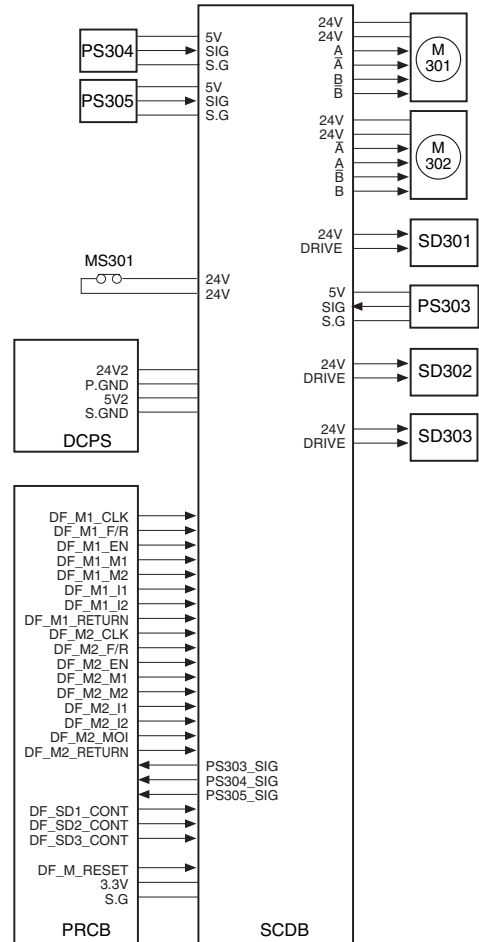 PS304
5V
SIG
S.G
PS305
5V
SIG
S.G
MS301
24V
24V
24V2
P.GND
5V2
S.GND
DCPS
DF_M1_CLK
DF_M1_F/R
DF_M1_EN
DF_M1_M1
DF_M1_M2
DF_M1_I1
DF_M1_I2
DF_M1_RETURN
DF_M2_CLK
DF_M2_F/R
DF_M2_EN
DF_M2_M1
DF_M2_M2
DF_M2_I1
DF_M2_I2
DF_M2_MOI
DF_M2_RETURN
PS303_SIG
PS304_SIG
PS305_SIG
DF_SD1_CONT
DF_SD2_CONT
DF_SD3_CONT
DF_M_RESET
3.3V
S.G
PRCB
SCDB
24V
24V
A
A̅
B
B̅
M
301
24V
24V
A̅
A
B̅
B
M
302
24V
DRIVE
SD301
5V
SIG
S.G
PS303
24V
DRIVE
SD302
24V
DRIVE
SD303